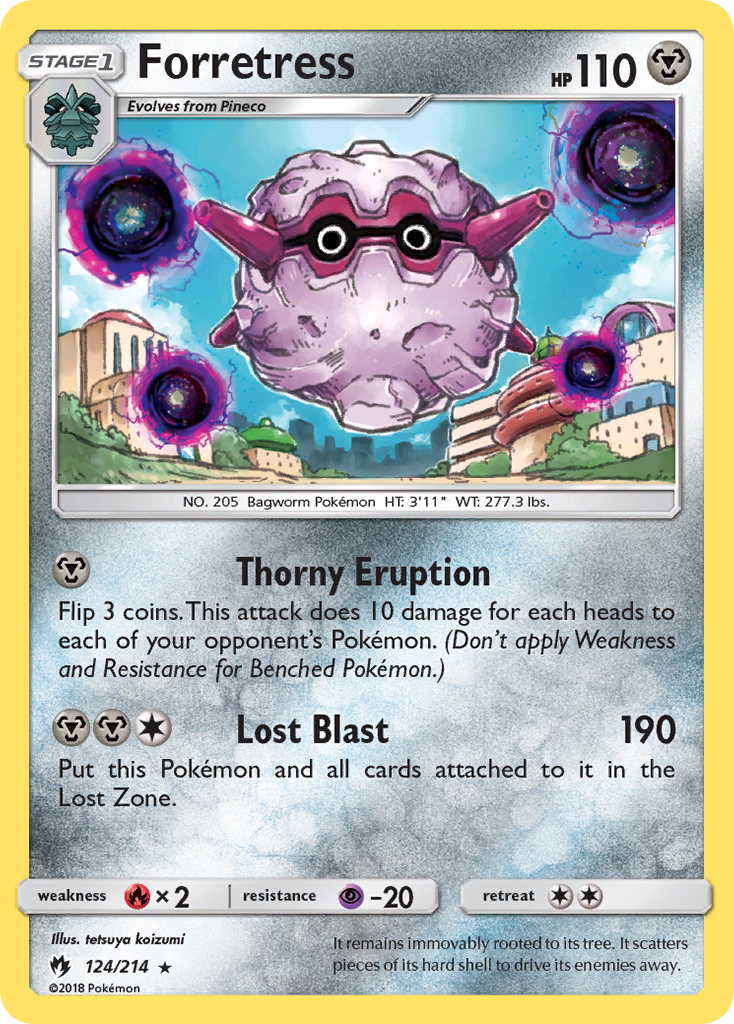 STAGE1 Forretress HP 110
Evolves from Pineco
NO. 205 Bagworm Pokémon HT: 3'11" WT: 277.3 lbs.
Thorny Eruption
Flip 3 coins. This attack does 10 damage for each heads to
each of your opponent's Pokémon. (Don't apply Weakness
and Resistance for Benched Pokémon.)
Lost Blast 190
Put this Pokémon and all cards attached to it in the
Lost Zone.
weakness ×2 resistance -20 retreat
Illus. tetsuya koizumi
124/214 ★
©2018 Pokémon
It remains immovably rooted to its tree. It scatters
pieces of its hard shell to drive its enemies away.